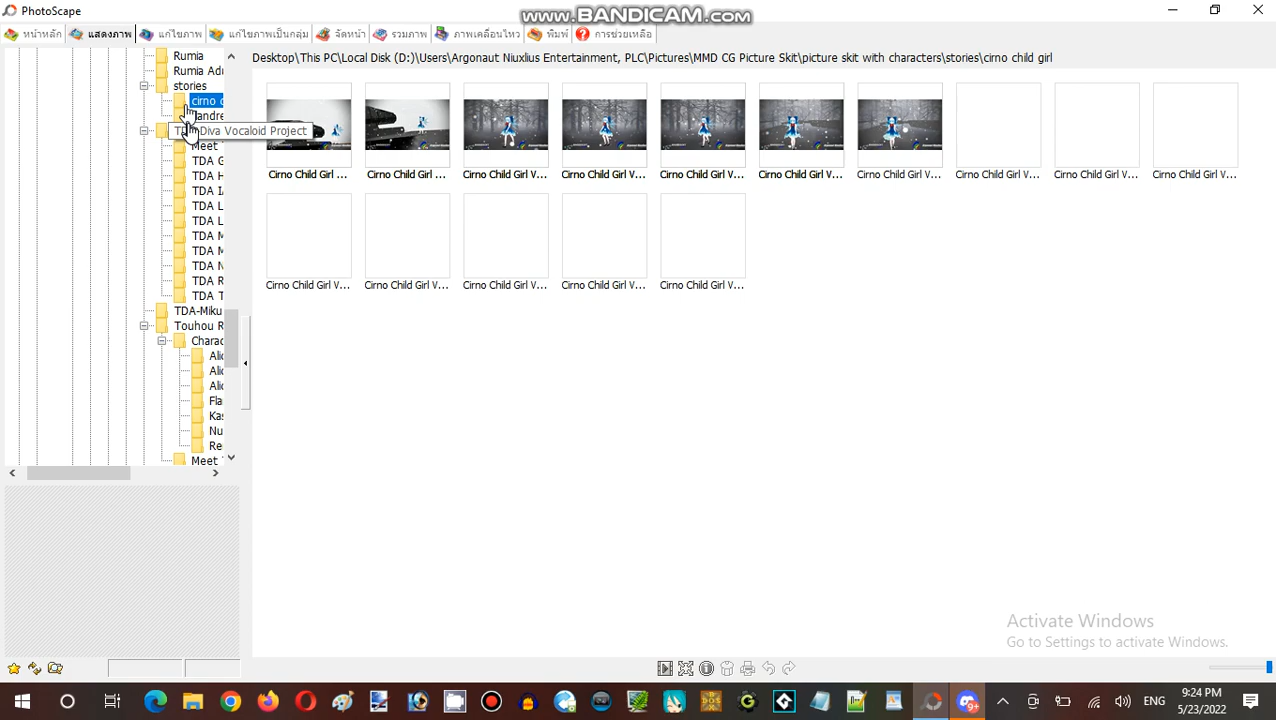 PhotoScape
www.BANDICAM.com
หน้าหลัก แสดงภาพ แก้ไขภาพ แก้ไขภาพเป็นกลุ่ม จัดหน้า รวมภาพ ภาพเคลื่อนไหว พิมพ์ การช่วยเหลือ
Desktop\This PC\Local Disk (D:)\Users\Argonaut Niuxlius Entertainment, PLC\Pictures\MMD CG Picture Skit\picture skit with characters\stories\cirno child girl
Rumia
Rumia Adu
stories
cirno c
TDA Diva Vocaloid Project
Meet
TDA G
TDA H
TDA I
TDA L
TDA L
TDA M
TDA M
TDA N
TDA R
TDA T
TDA-Miku
Touhou R
Charac
Alic
Alic
Alic
Fla
Kas
Nu
Re
Meet
Cirno Child Girl ... Cirno Child Girl ... Cirno Child Girl V... Cirno Child Girl V... Cirno Child Girl V... Cirno Child Girl V... Cirno Child Girl V... Cirno Child Girl V... Cirno Child Girl V... Cirno Child Girl V...
Cirno Child Girl V... Cirno Child Girl V... Cirno Child Girl V... Cirno Child Girl V... Cirno Child Girl V...
Activate Windows
Go to Settings to activate Windows.
ENG
9:24 PM
5/23/2022